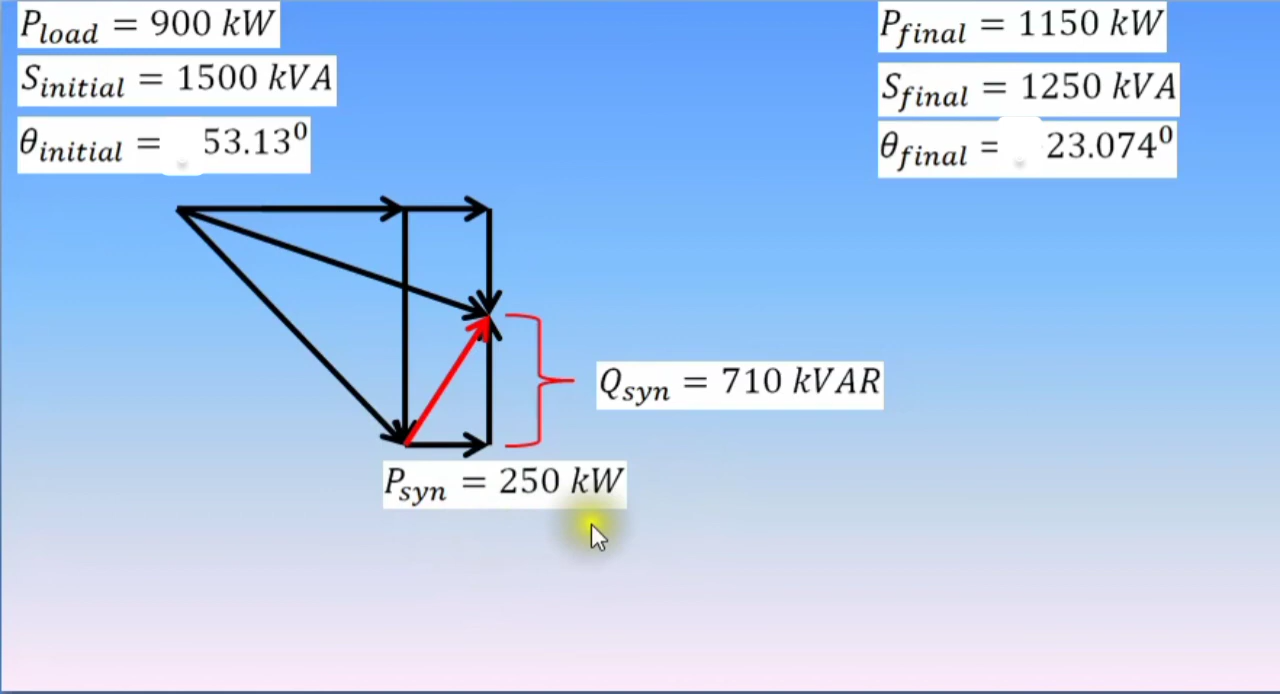 P_load = 900 kW
S_initial = 1500 kVA
θ_initial = 53.13⁰
P_final = 1150 kW
S_final = 1250 kVA
θ_final = 23.074⁰
Q_syn = 710 kVAR
P_syn = 250 kW